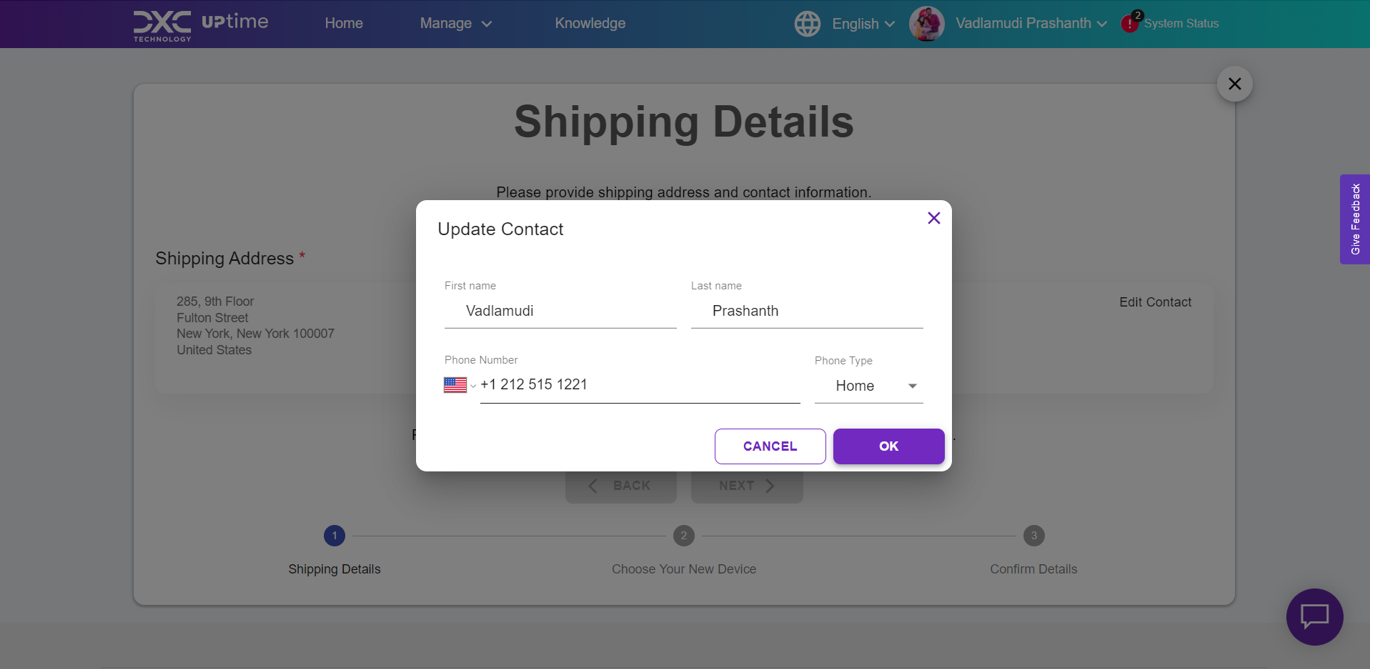 DXC TECHNOLOGY UPtime Home Manage Knowledge English Vadlamudi Prashanth ! 2 System Status
Shipping Details
Please provide shipping address and contact information.
Give Feedback
Update Contact
Shipping Address *
First name Last name
Vadlamudi Prashanth
285, 9th Floor
Fulton Street
New York, New York 100007
United States
Edit Contact
Phone Number Phone Type
+1 212 515 1221 Home
CANCEL OK
BACK NEXT
1 2 3
Shipping Details Choose Your New Device Confirm Details